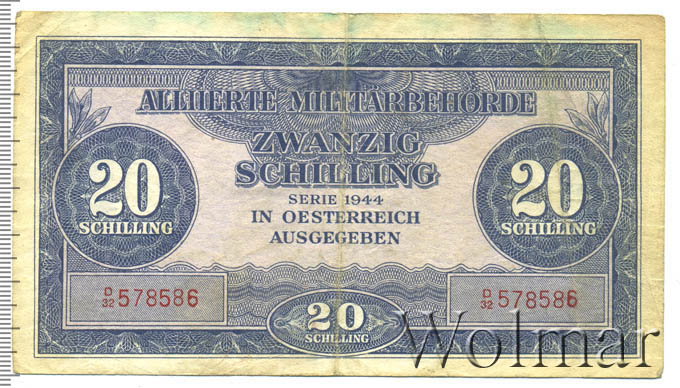 ALLIIERTE MILITÄRBEHÖRDE
ZWANZIG
SCHILLING
SERIE 1944
IN OESTERREICH
AUSGEGEBEN
20
SCHILLING
20
SCHILLING
D/32 578586
D/32 578586
20
SCHILLING
Wolmar